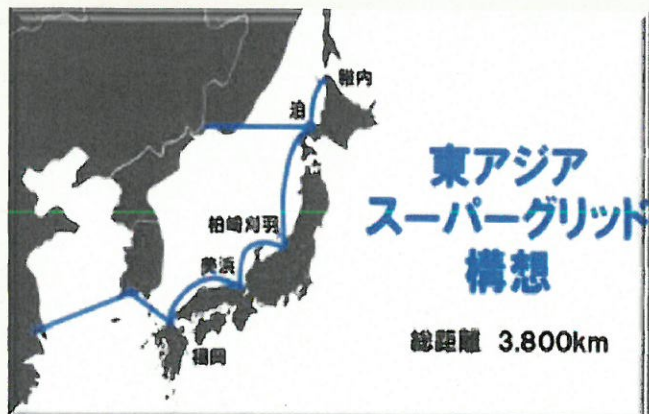 稚内
泊
柏崎刈羽
美浜
福岡
東アジア
スーパーグリッド
構想
総距離 3.800km